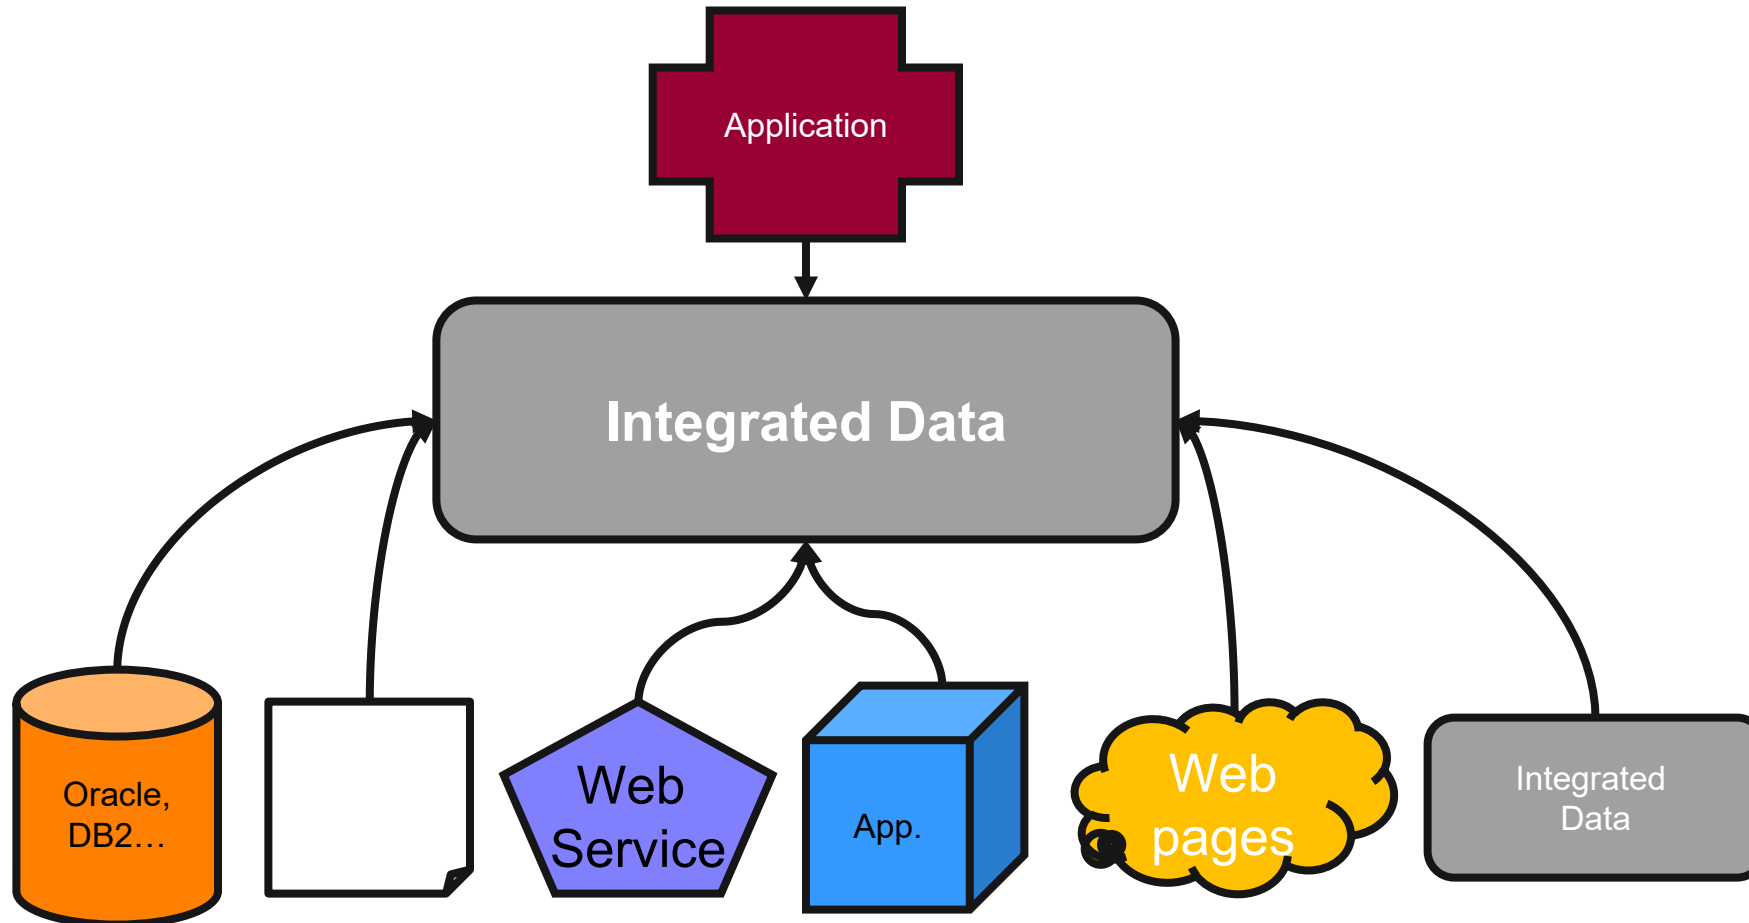 Application
Integrated Data
Oracle,
DB2…
Web
Service
App.
Web
pages
Integrated
Data